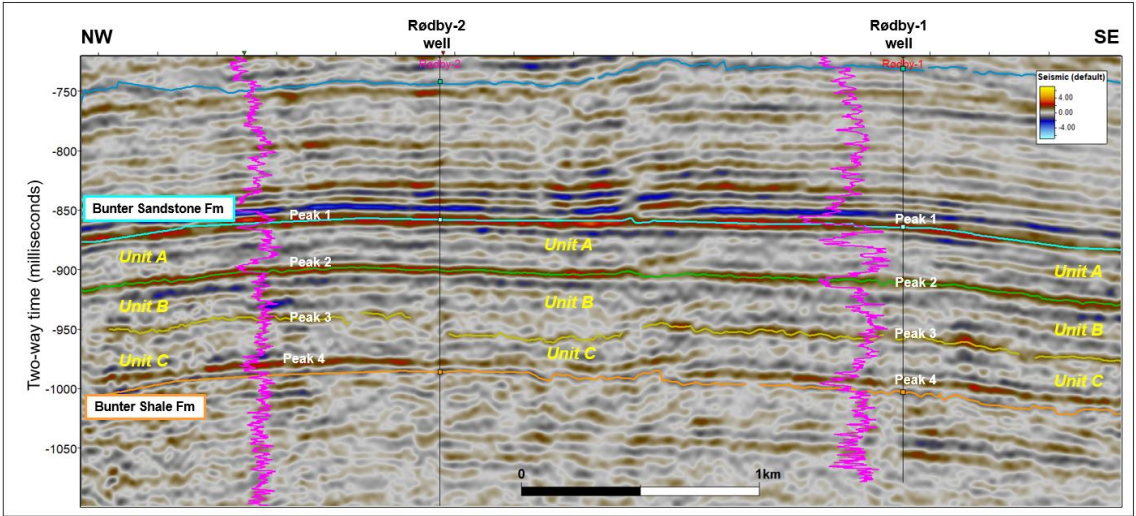 NW
Rødby-2
well
Rødby-1
well
SE
Rødby-2
Rødby-1
Seismic (default)
4.00
-4.00
-750
-800
-850
-900
-950
-1000
-1050
Two-way time (milliseconds)
Bunter Sandstone Fm
Peak 1
Peak 1
Unit A
Unit A
Unit A
Peak 2
Peak 2
Unit B
Unit B
Unit B
Peak 3
Peak 3
Unit C
Unit C
Unit C
Peak 4
Peak 4
Bunter Shale Fm
0
1km